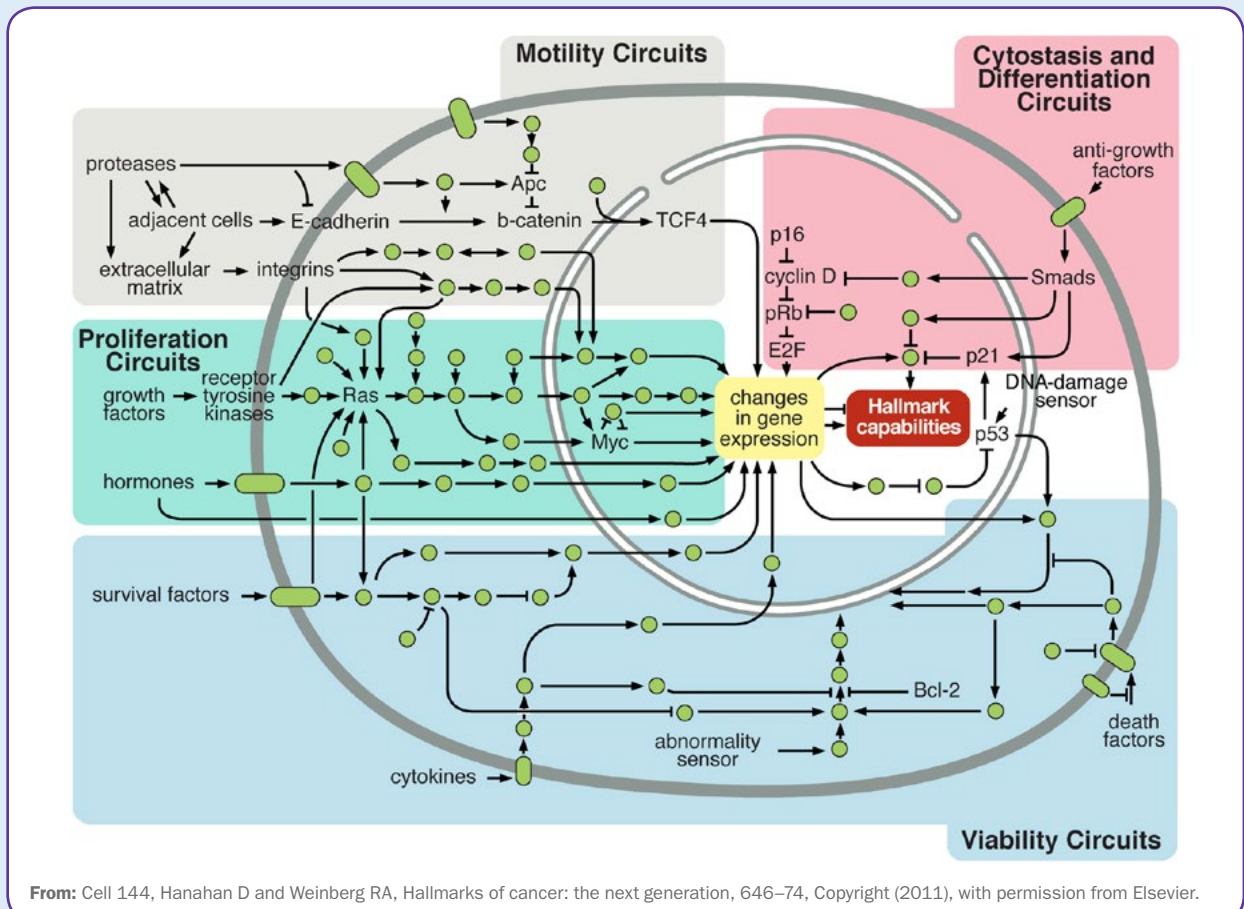 Motility Circuits
Cytostasis and
Differentiation
Circuits
proteases
adjacent cells
E-cadherin
extracellular
matrix
integrins
Apc
b-catenin
TCF4
anti-growth
factors
p16
cyclin D
pRb
E2F
Smads
p21
DNA-damage
sensor
p53
Proliferation
Circuits
growth
factors
receptor
tyrosine
kinases
Ras
Myc
hormones
changes
in gene
expression
Hallmark
capabilities
survival factors
Bcl-2
abnormality
sensor
cytokines
death
factors
Viability Circuits
From: Cell 144, Hanahan D and Weinberg RA, Hallmarks of cancer: the next generation, 646–74, Copyright (2011), with permission from Elsevier.